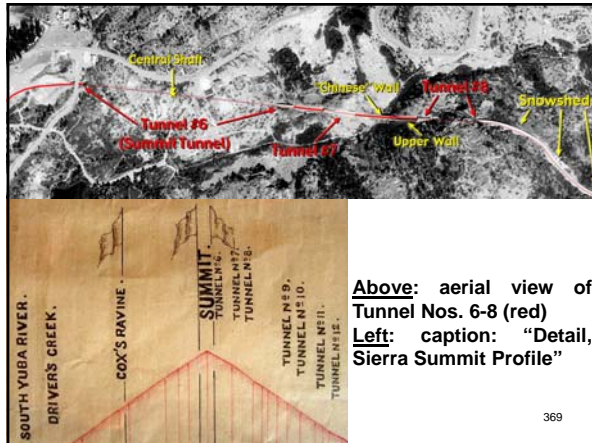 Central Shaft
"Chinese" Wall
Tunnel #8
Snowsheds
Tunnel #6
(Summit Tunnel)
Tunnel #7
Upper Wall
SOUTH YUBA RIVER.
DRIVER'S CREEK.
COX'S RAVINE.
SUMMIT.
TUNNEL Nº 6.
TUNNEL Nº 7.
TUNNEL Nº 8.
TUNNEL Nº 9.
TUNNEL Nº 10.
TUNNEL Nº 11.
TUNNEL Nº 12.
Above: aerial view of
Tunnel Nos. 6-8 (red)
Left: caption: "Detail,
Sierra Summit Profile"
369